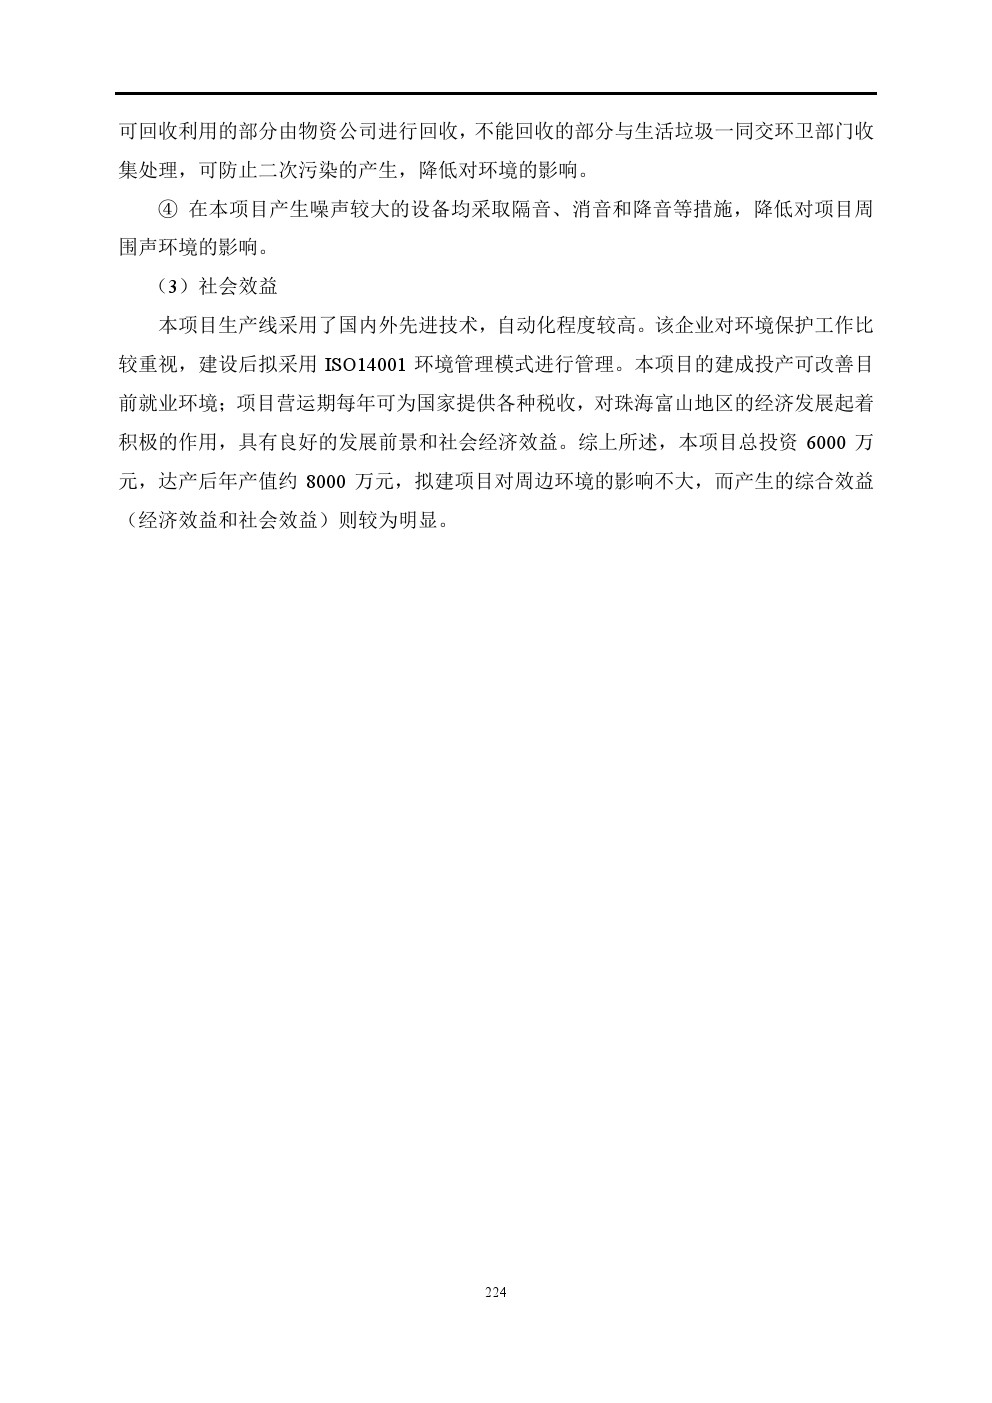 可回收利用的部分由物资公司进行回收，不能回收的部分与生活垃圾一同交环卫部门收
集处理，可防止二次污染的产生，降低对环境的影响。
④ 在本项目产生噪声较大的设备均采取隔音、消音和降音等措施，降低对项目周
围声环境的影响。
（3）社会效益
本项目生产线采用了国内外先进技术，自动化程度较高。该企业对环境保护工作比
较重视，建设后拟采用 ISO14001 环境管理模式进行管理。本项目的建成投产可改善目
前就业环境；项目营运期每年可为国家提供各种税收，对珠海富山地区的经济发展起着
积极的作用，具有良好的发展前景和社会经济效益。综上所述，本项目总投资 6000 万
元，达产后年产值约 8000 万元，拟建项目对周边环境的影响不大，而产生的综合效益
（经济效益和社会效益）则较为明显。
224